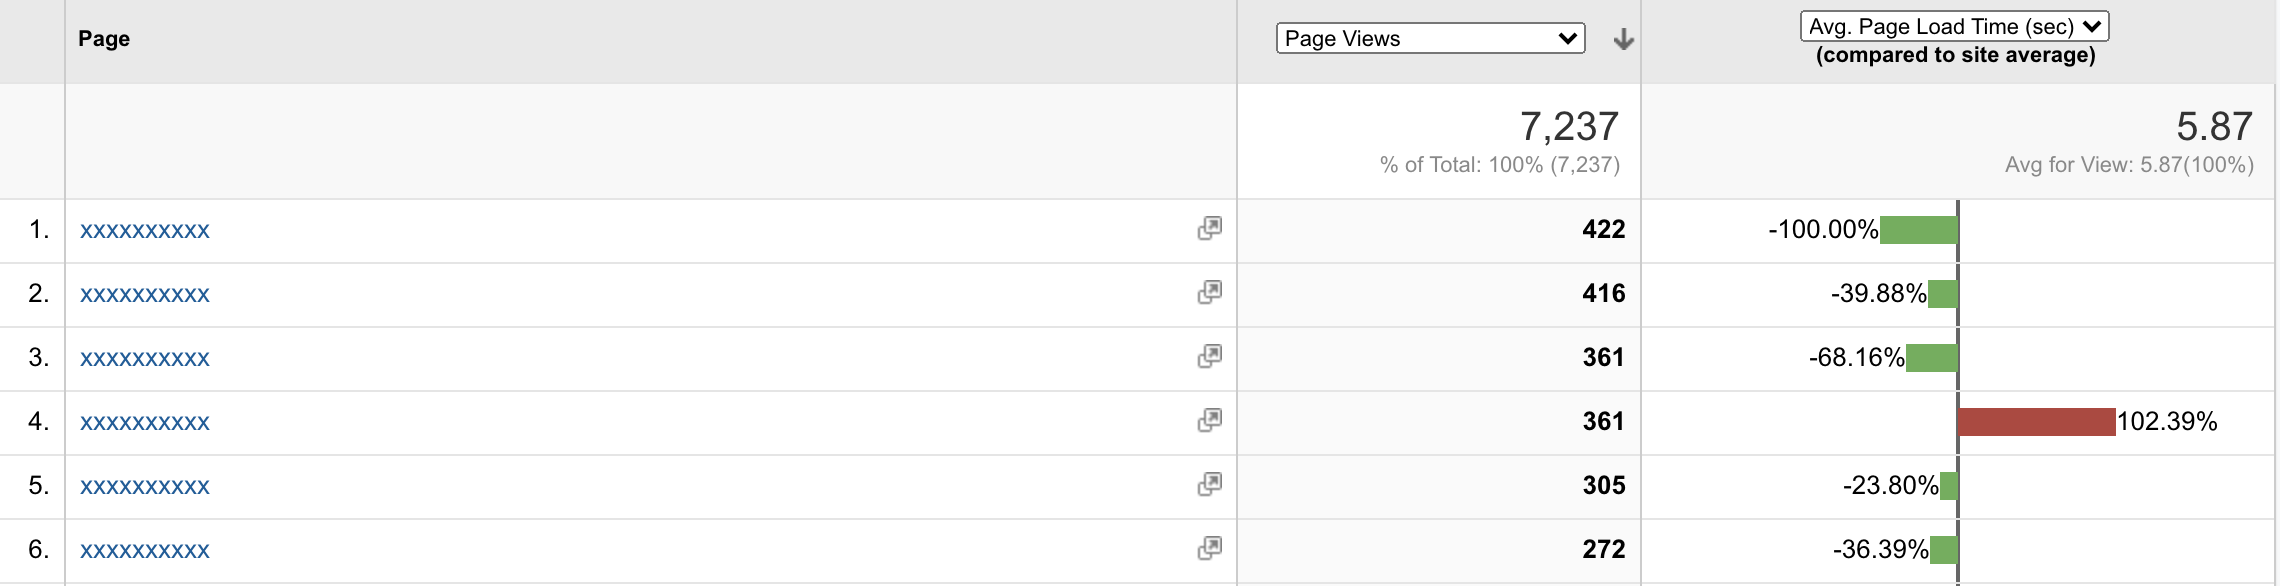 Page
Page Views
Avg. Page Load Time (sec)
(compared to site average)
7,237
% of Total: 100% (7,237)
5.87
Avg for View: 5.87(100%)
1. xxxxxxxxxx 422 -100.00%
2. xxxxxxxxxx 416 -39.88%
3. xxxxxxxxxx 361 -68.16%
4. xxxxxxxxxx 361 102.39%
5. xxxxxxxxxx 305 -23.80%
6. xxxxxxxxxx 272 -36.39%